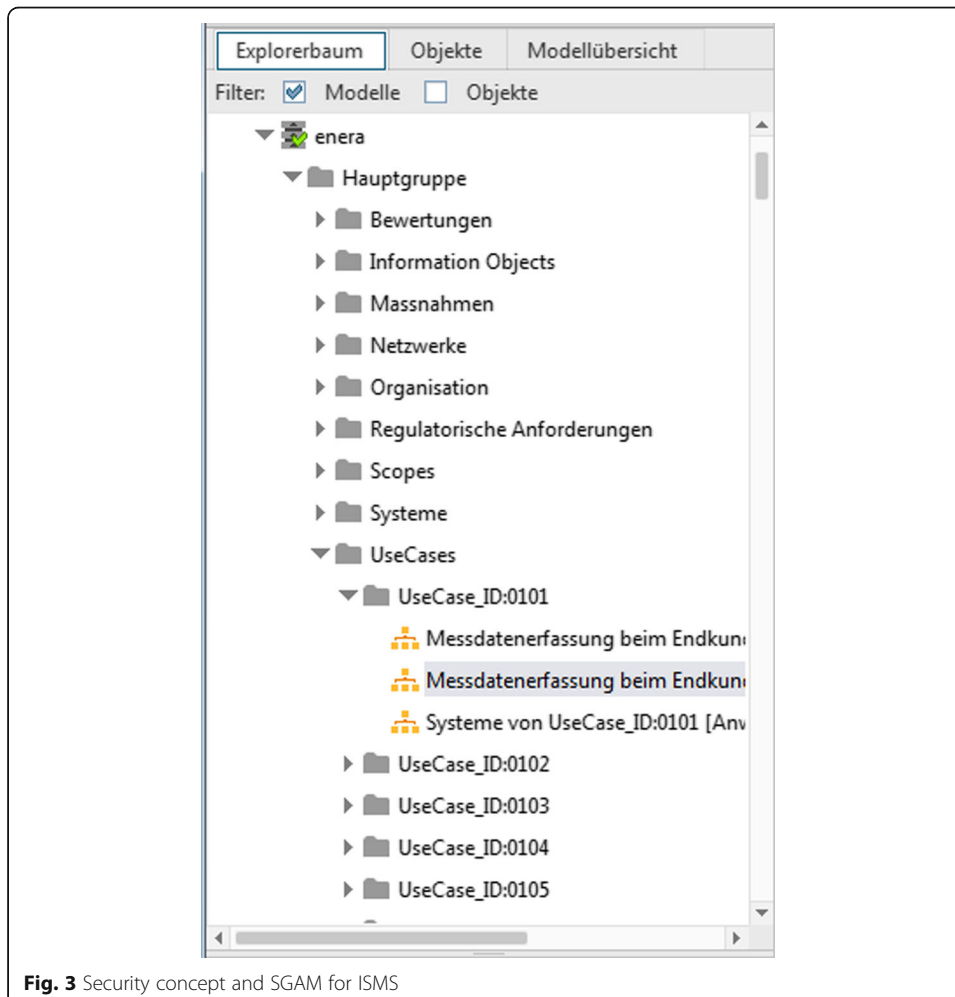 Explorerbaum Objekte Modellübersicht
Filter: Modelle Objekte
enera
Hauptgruppe
Bewertungen
Information Objects
Massnahmen
Netzwerke
Organisation
Regulatorische Anforderungen
Scopes
Systeme
UseCases
UseCase_ID:0101
Messdatenerfassung beim Endkun
Messdatenerfassung beim Endkun
Systeme von UseCase_ID:0101 [Anv
UseCase_ID:0102
UseCase_ID:0103
UseCase_ID:0104
UseCase_ID:0105
Fig. 3 Security concept and SGAM for ISMS